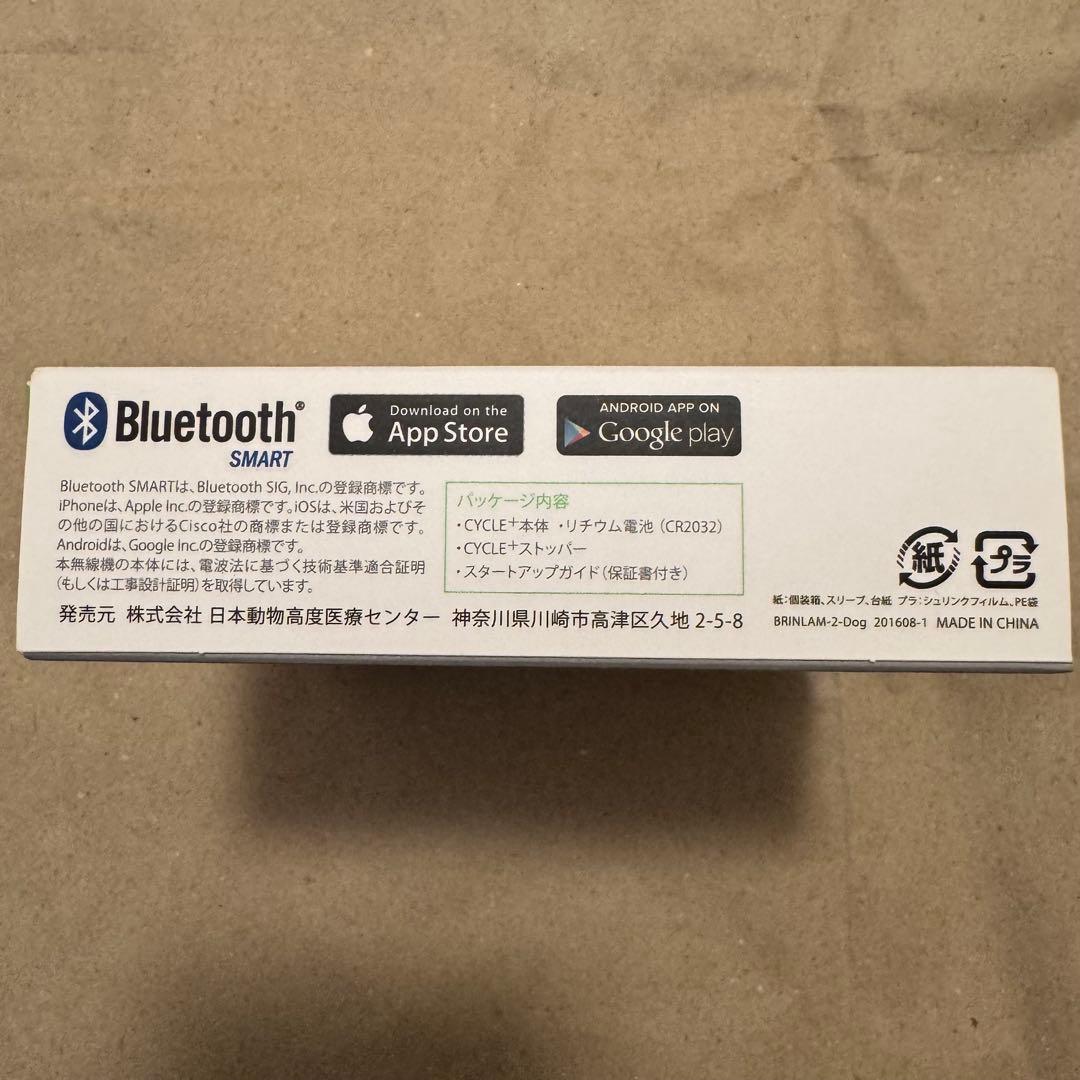 Bluetooth®
SMART
Download on the
App Store
ANDROID APP ON
Google play
Bluetooth SMARTは、Bluetooth SIG, Inc.の登録商標です。
iPhoneは、Apple Inc.の登録商標です。iOSは、米国およびそ
の他の国におけるCisco社の商標または登録商標です。
Androidは、Google Inc.の登録商標です。
本無線機の本体には、電波法に基づく技術基準適合証明
(もしくは工事設計証明)を取得しています。
パッケージ内容
・CYCLE+本体 ・リチウム電池（CR2032）
・CYCLE+ストッパー
・スタートアップガイド（保証書付き）
発売元 株式会社 日本動物高度医療センター 神奈川県川崎市高津区久地 2-5-8
紙
プラ
紙：個装箱、スリーブ、台紙 プラ：シュリンクフィルム、PE袋
BRINLAM-2-Dog 201608-1 MADE IN CHINA